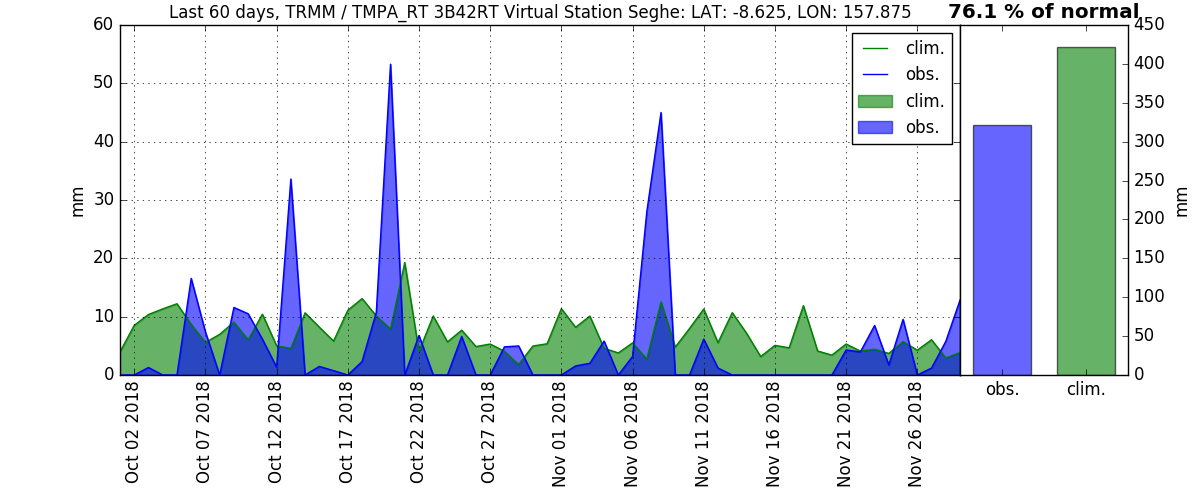 Last 60 days, TRMM / TMPA_RT 3B42RT Virtual Station Seghe: LAT: -8.625, LON: 157.875
76.1 % of normal
60
50
40
30
20
10
0
mm
clim.
obs.
clim.
obs.
Oct 02 2018
Oct 07 2018
Oct 12 2018
Oct 17 2018
Oct 22 2018
Oct 27 2018
Nov 01 2018
Nov 06 2018
Nov 11 2018
Nov 16 2018
Nov 21 2018
Nov 26 2018
450
400
350
300
250
200
150
100
50
0
mm
obs.
clim.